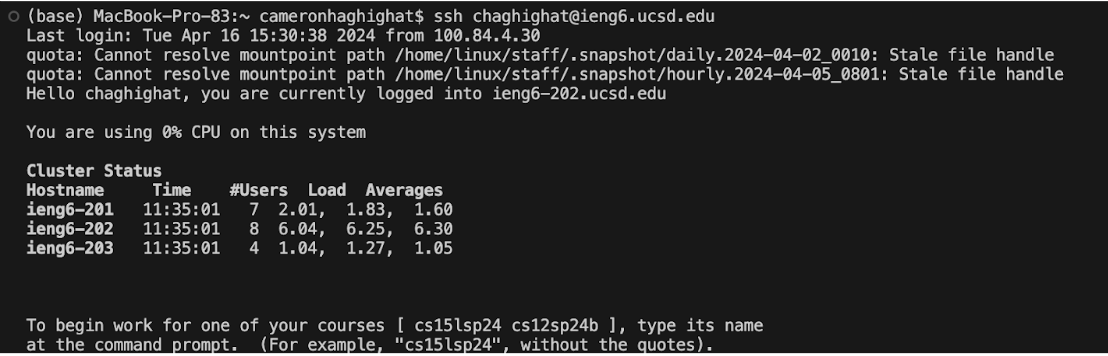 (base) MacBook-Pro-83:~ cameronhaghighat$ ssh chaghighat@ieng6.ucsd.edu
Last login: Tue Apr 16 15:30:38 2024 from 100.84.4.30
quota: Cannot resolve mountpoint path /home/linux/staff/.snapshot/daily.2024-04-02_0010: Stale file handle
quota: Cannot resolve mountpoint path /home/linux/staff/.snapshot/hourly.2024-04-05_0801: Stale file handle
Hello chaghighat, you are currently logged into ieng6-202.ucsd.edu
You are using 0% CPU on this system
Cluster Status
Hostname     Time    #Users  Load  Averages
ieng6-201   11:35:01   7  2.01,  1.83,  1.60
ieng6-202   11:35:01   8  6.04,  6.25,  6.30
ieng6-203   11:35:01   4  1.04,  1.27,  1.05
To begin work for one of your courses [ cs15lsp24 cs12sp24b ], type its name
at the command prompt.  (For example, "cs15lsp24", without the quotes).